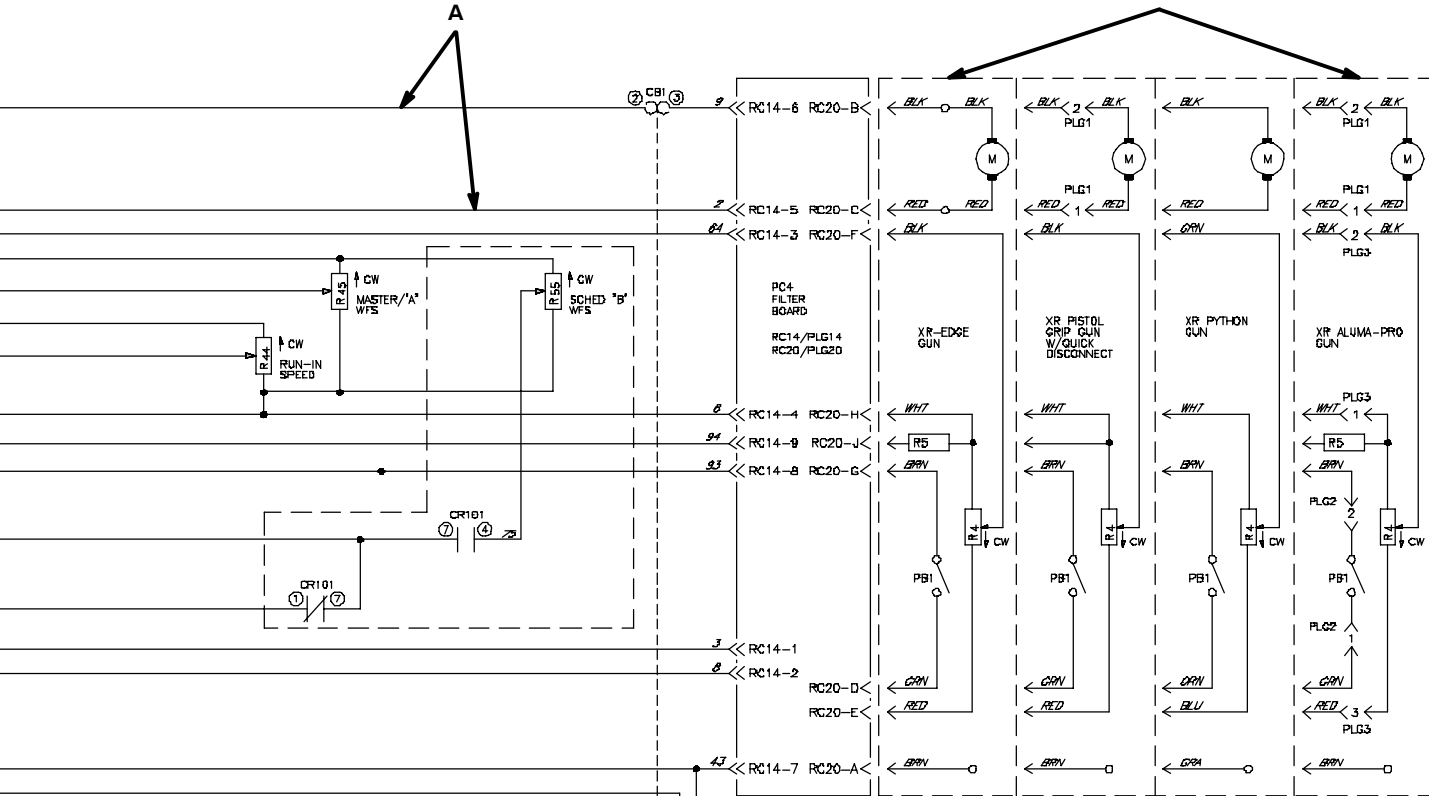 A
② CB1 ③
9 RC14-6 RC20-B BLK BLK BLK 2 BLK BLK BLK 2 BLK
PLG1 PLG1
M M M M
PLG1 PLG1
2 RC14-5 RC20-C RED RED RED 1 RED RED RED 1 RED
64 RC14-3 RC20-F BLK BLK GRN BLK 2
PLG3
R45 CW
MASTER/"A"
WFS
R55 CW
SCHED "B"
WFS
R44 CW
RUN-IN
SPEED
PC4
FILTER
BOARD
RC14/PLG14
RC20/PLG20
XR-EDGE
GUN
XR PISTOL
GRIP GUN
W/QUICK
DISCONNECT
XR PYTHON
GUN
XR ALUMA-PRO
GUN
PLG3
6 RC14-4 RC20-H WHT WHT WHT WHT 1
94 RC14-9 RC20-J R5 R5
93 RC14-8 RC20-G BRN BRN BRN BRN
PLG2
2
CR101
⑦ ④ 75
R4 CW R4 CW R4 CW R4 CW
PB1 PB1 PB1 PB1
CR101
① ⑦
PLG2
1
3 RC14-1
8 RC14-2
RC20-D GRN GRN ORN GRN
RC20-E RED RED BLU RED 3
PLG3
43 RC14-7 RC20-A BRN BRN GRA BRN